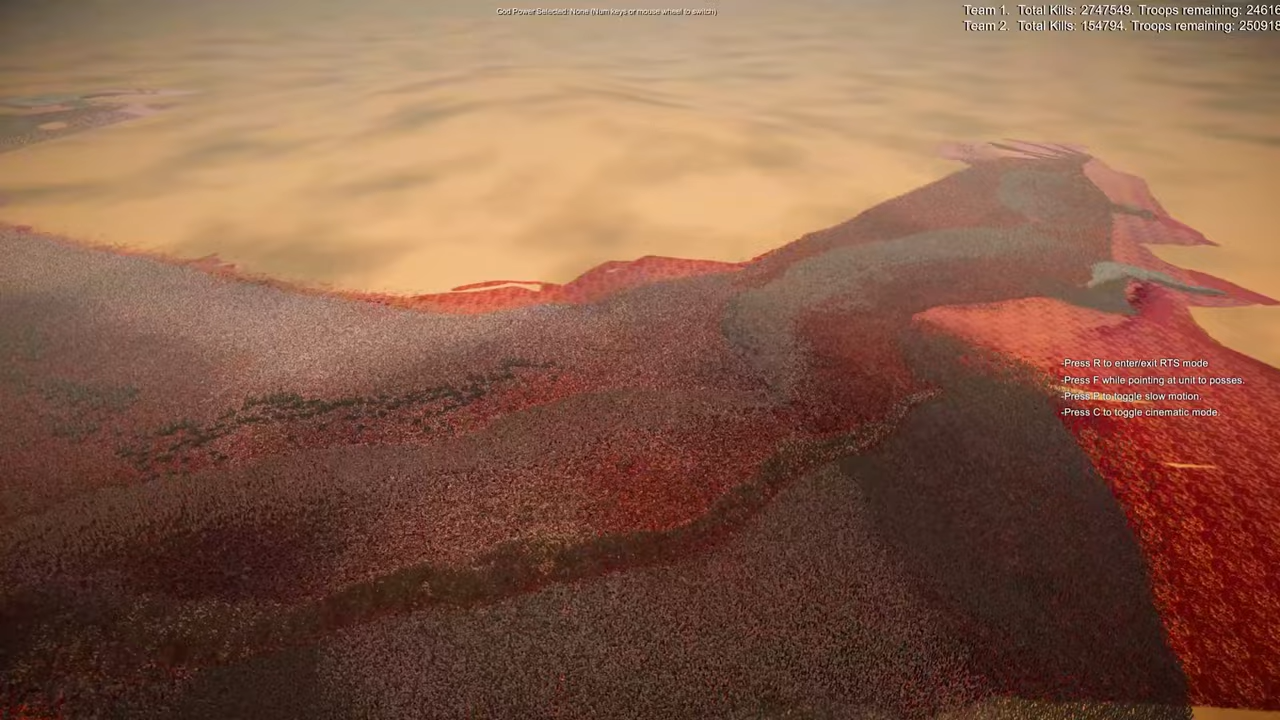 God Power Selected: None (Num keys or mouse wheel to switch)
Team 1. Total Kills: 2747549. Troops remaining: 24616
Team 2. Total Kills: 154794. Troops remaining: 250918
-Press R to enter/exit RTS mode
-Press F while pointing at unit to posses.
-Press P to toggle slow motion.
-Press C to toggle cinematic mode.